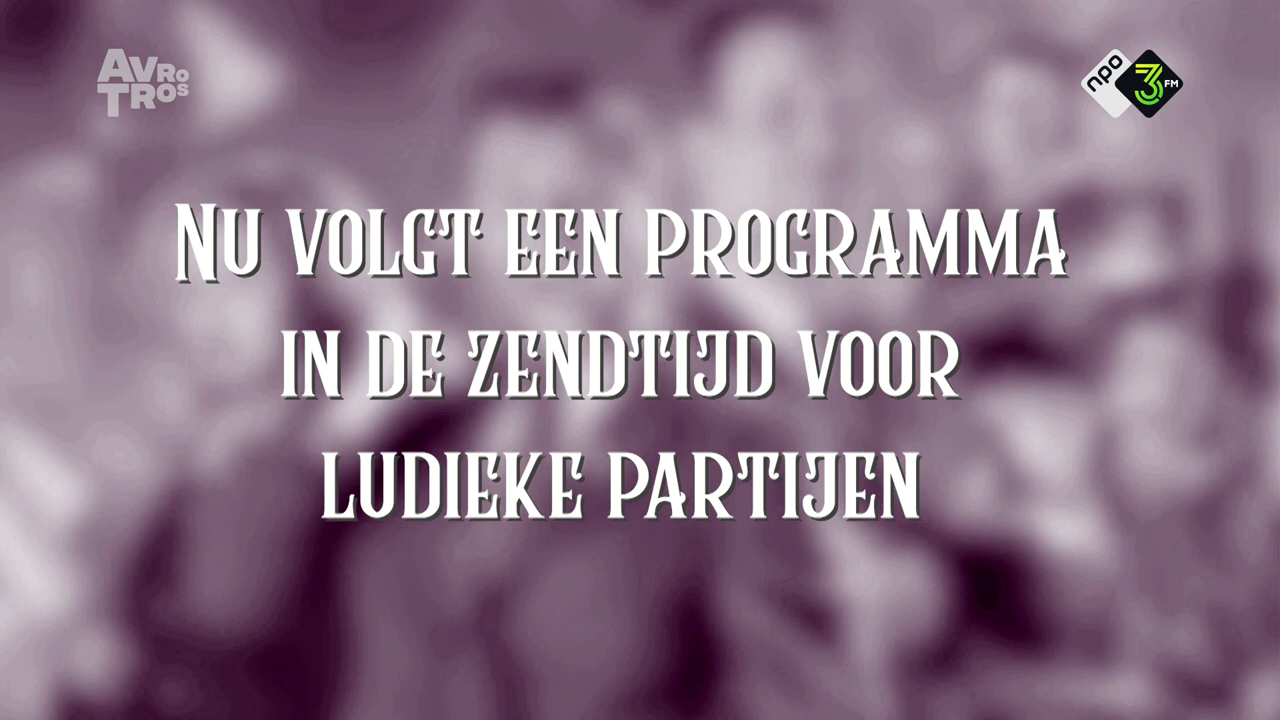 AVRO
TROS
npo 3 FM
NU VOLGT EEN PROGRAMMA
IN DE ZENDTIJD VOOR
LUDIEKE PARTIJEN